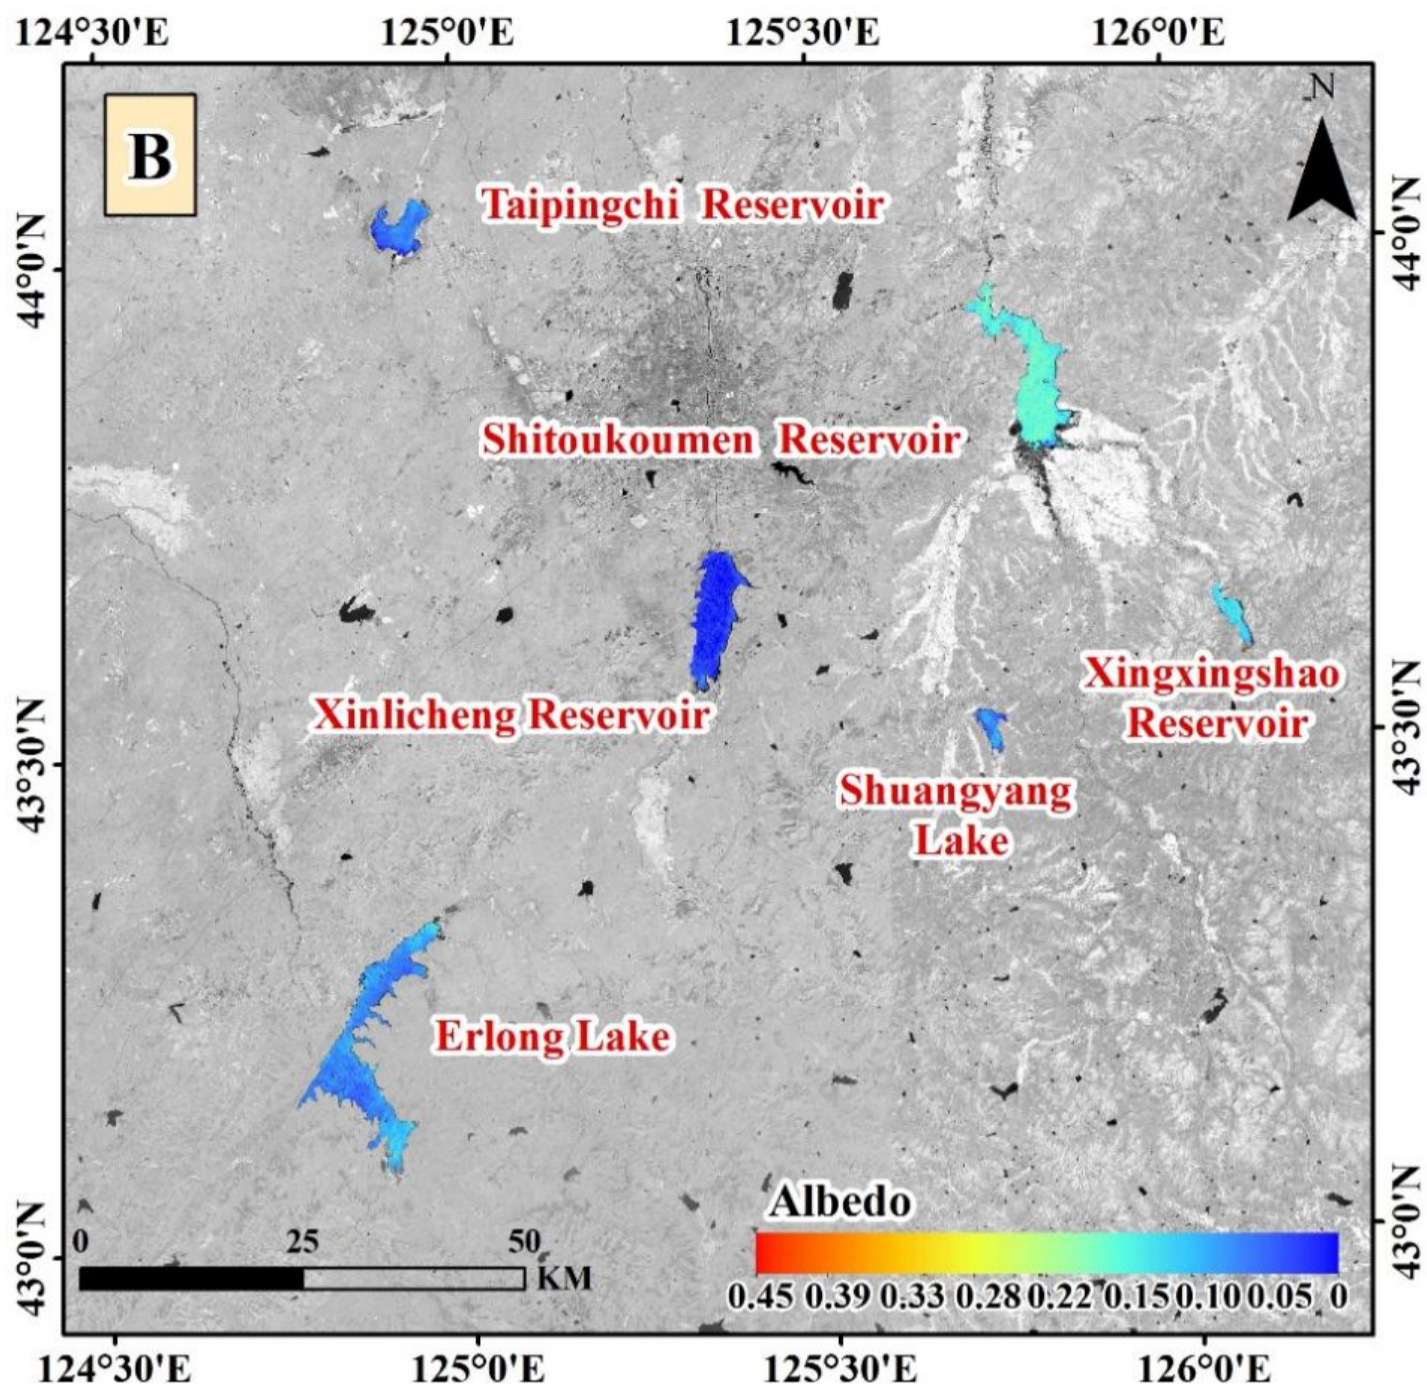 124°30'E 125°0'E 125°30'E 126°0'E
N
B
Taipingchi Reservoir
44°0'N
44°0'N
Shitoukoumen Reservoir
Xingxingshao
Reservoir
Xinlicheng Reservoir
43°30'N
43°30'N
Shuangyang
Lake
Erlong Lake
Albedo
0 25 50
KM
0.45 0.39 0.33 0.28 0.22 0.15 0.10 0.05 0
43°0'N
43°0'N
124°30'E 125°0'E 125°30'E 126°0'E